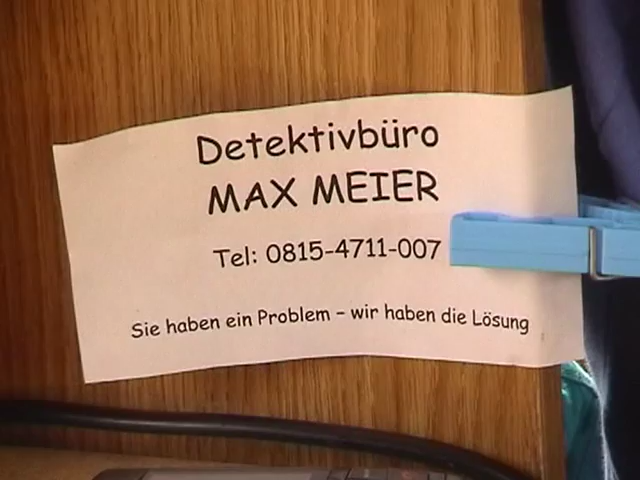 Detektivbüro
MAX MEIER
Tel: 0815-4711-007
Sie haben ein Problem – wir haben die Lösung